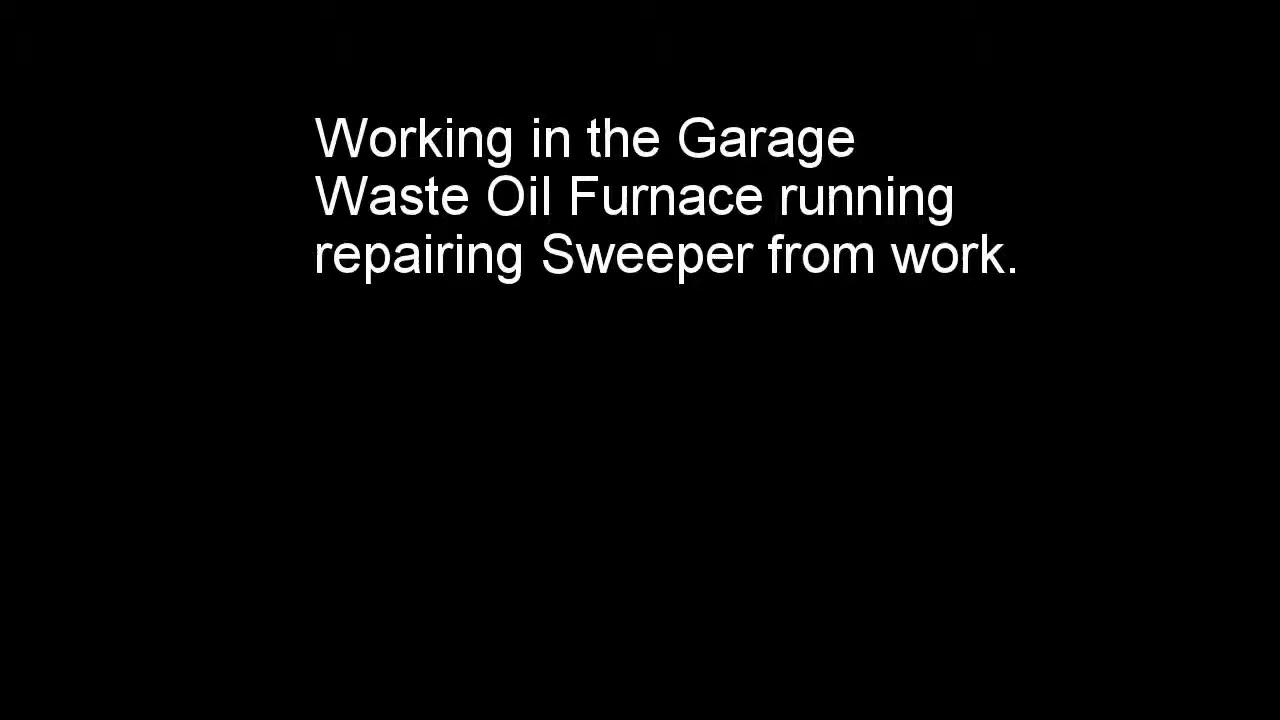 Working in the Garage
Waste Oil Furnace running
repairing Sweeper from work.